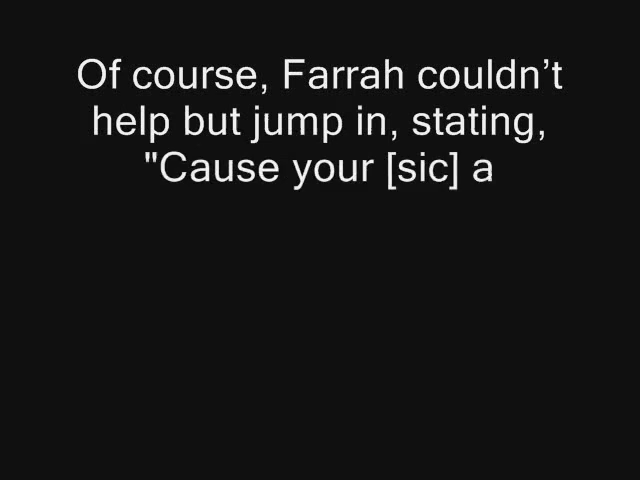 Of course, Farrah couldn’t
help but jump in, stating,
"Cause your [sic] a